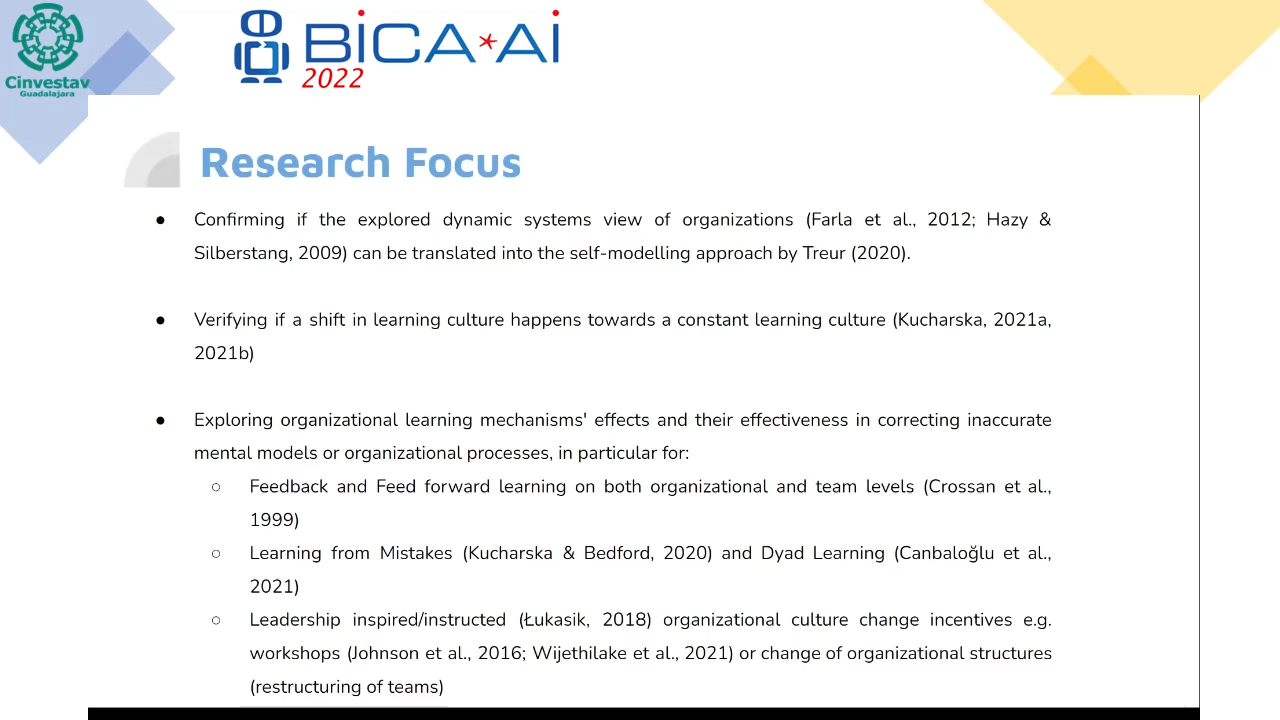 Cinvestav
Guadalajara
BiCA*Ai
2022
Research Focus
● Confirming if the explored dynamic systems view of organizations (Farla et al., 2012; Hazy &
Silberstang, 2009) can be translated into the self-modelling approach by Treur (2020).
● Verifying if a shift in learning culture happens towards a constant learning culture (Kucharska, 2021a,
2021b)
● Exploring organizational learning mechanisms' effects and their effectiveness in correcting inaccurate
mental models or organizational processes, in particular for:
○ Feedback and Feed forward learning on both organizational and team levels (Crossan et al.,
1999)
○ Learning from Mistakes (Kucharska & Bedford, 2020) and Dyad Learning (Canbaloğlu et al.,
2021)
○ Leadership inspired/instructed (Łukasik, 2018) organizational culture change incentives e.g.
workshops (Johnson et al., 2016; Wijethilake et al., 2021) or change of organizational structures
(restructuring of teams)